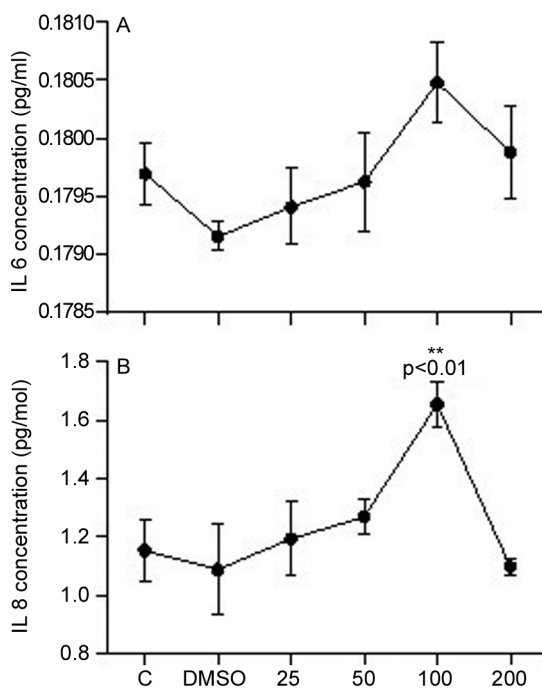 A
IL 6 concentration (pg/ml)
0.1810
0.1805
0.1800
0.1795
0.1790
0.1785
B
IL 8 concentration (pg/mol)
1.8
1.6
1.4
1.2
1.0
0.8
**
p<0.01
C DMSO 25 50 100 200